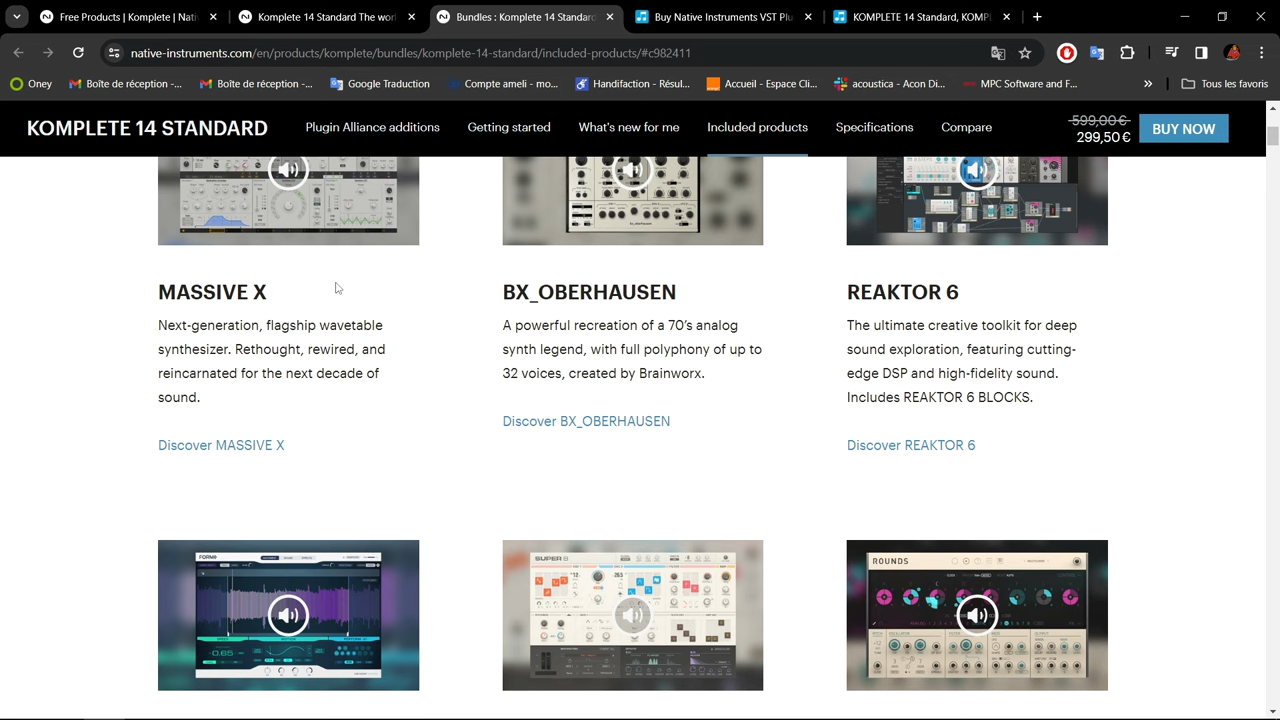 Free Products | Komplete | Nati
Komplete 14 Standard The worl
Bundles : Komplete 14 Standard
Buy Native Instruments VST Plu
KOMPLETE 14 Standard, KOMPL
native-instruments.com/en/products/komplete/bundles/komplete-14-standard/included-products/#c982411
Oney
Boîte de réception -...
Boîte de réception -...
Google Traduction
Compte ameli - mo...
Handifaction - Résul...
Accueil - Espace Cli...
acoustica - Acon Di...
MPC Software and F...
Tous les favoris
KOMPLETE 14 STANDARD
Plugin Alliance additions
Getting started
What's new for me
Included products
Specifications
Compare
599,00 €
299,50 €
BUY NOW
MASSIVE X
Next-generation, flagship wavetable
synthesizer. Rethought, rewired, and
reincarnated for the next decade of
sound.
Discover MASSIVE X
BX_OBERHAUSEN
A powerful recreation of a 70's analog
synth legend, with full polyphony of up to
32 voices, created by Brainworx.
Discover BX_OBERHAUSEN
REAKTOR 6
The ultimate creative toolkit for deep
sound exploration, featuring cutting-
edge DSP and high-fidelity sound.
Includes REAKTOR 6 BLOCKS.
Discover REAKTOR 6
FORM
SUPER 8
ROUNDS